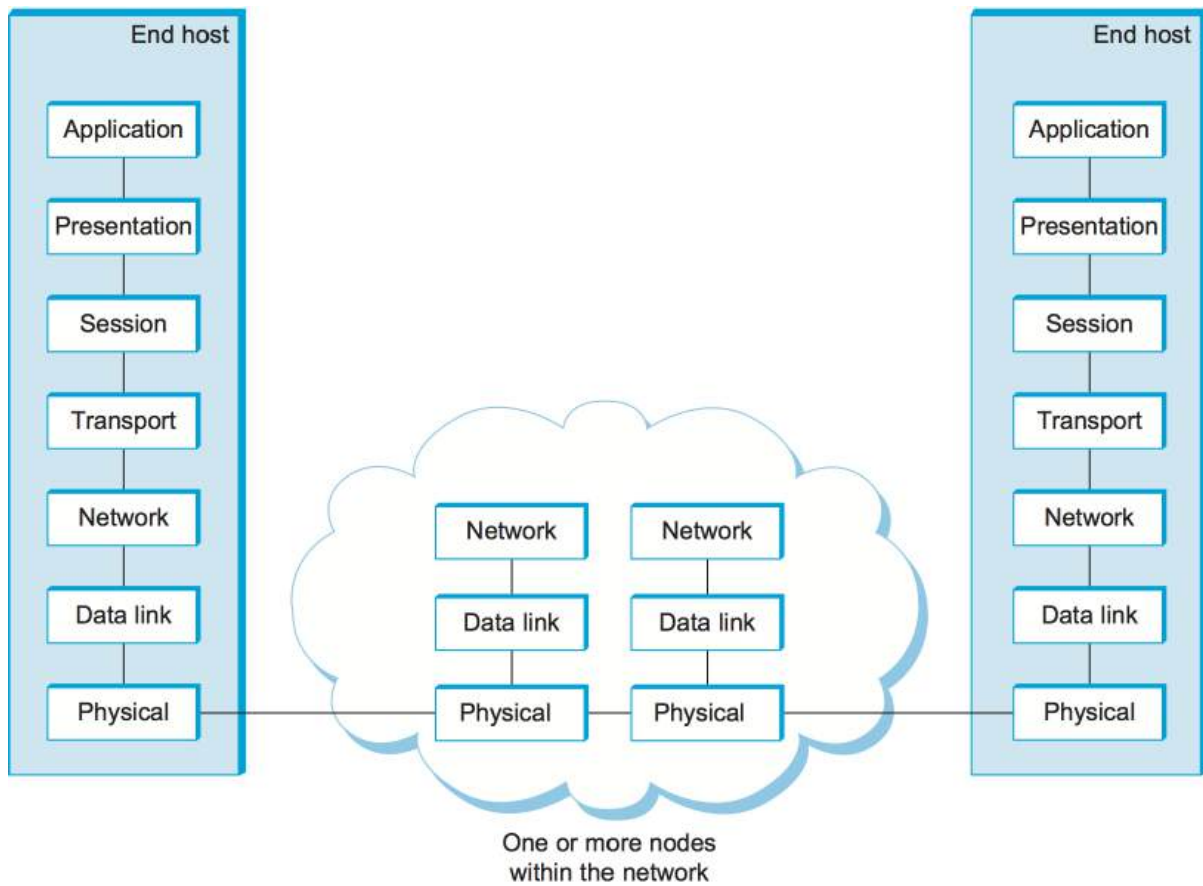 End host
End host
Application
Application
Presentation
Presentation
Session
Session
Transport
Transport
Network
Network
Network
Network
Data link
Data link
Data link
Data link
Physical
Physical
Physical
Physical
One or more nodes
within the network